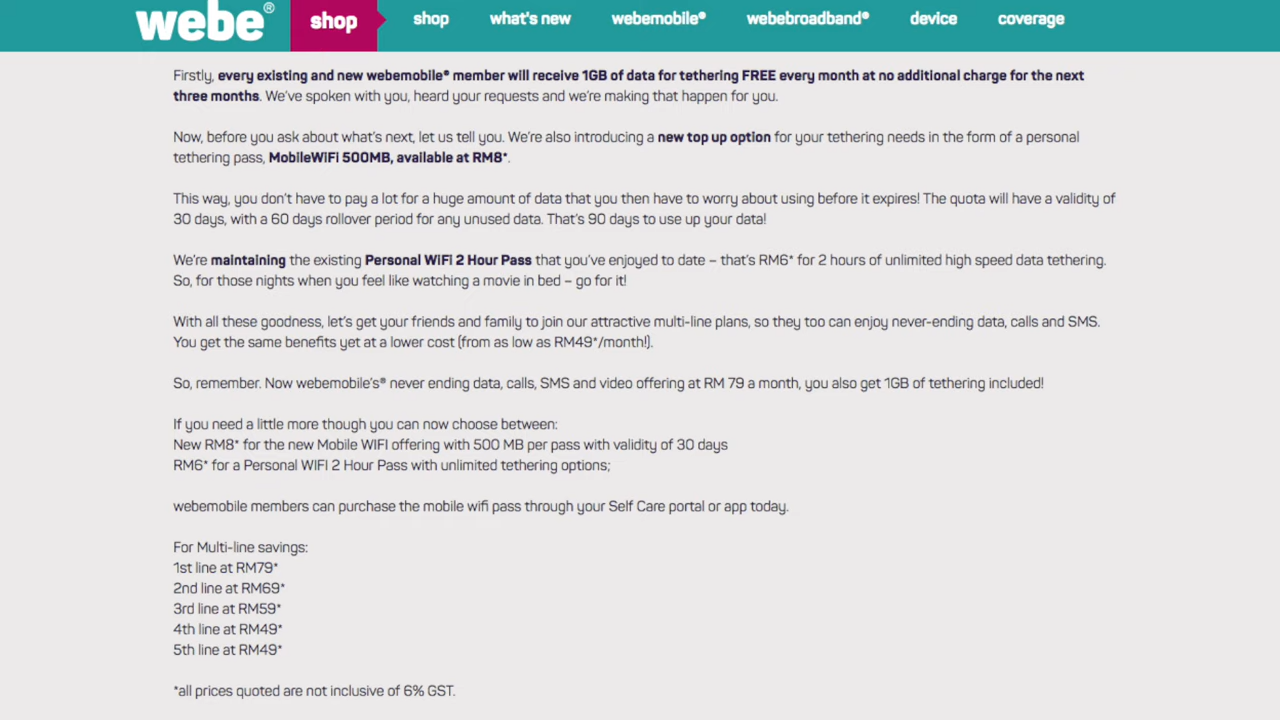 webe®
shop
shop
what's new
webemobile®
webebroadband®
device
coverage
Firstly, every existing and new webemobile® member will receive 1GB of data for tethering FREE every month at no additional charge for the next
three months. We've spoken with you, heard your requests and we're making that happen for you.
Now, before you ask about what's next, let us tell you. We're also introducing a new top up option for your tethering needs in the form of a personal
tethering pass, MobileWiFi 500MB, available at RM8*.
This way, you don't have to pay a lot for a huge amount of data that you then have to worry about using before it expires! The quota will have a validity of
30 days, with a 60 days rollover period for any unused data. That's 90 days to use up your data!
We're maintaining the existing Personal WiFi 2 Hour Pass that you've enjoyed to date – that's RM6* for 2 hours of unlimited high speed data tethering.
So, for those nights when you feel like watching a movie in bed – go for it!
With all these goodness, let's get your friends and family to join our attractive multi-line plans, so they too can enjoy never-ending data, calls and SMS.
You get the same benefits yet at a lower cost (from as low as RM49*/month!).
So, remember. Now webemobile's® never ending data, calls, SMS and video offering at RM 79 a month, you also get 1GB of tethering included!
If you need a little more though you can now choose between:
New RM8* for the new Mobile WIFI offering with 500 MB per pass with validity of 30 days
RM6* for a Personal WIFI 2 Hour Pass with unlimited tethering options;
webemobile members can purchase the mobile wifi pass through your Self Care portal or app today.
For Multi-line savings:
1st line at RM79*
2nd line at RM69*
3rd line at RM59*
4th line at RM49*
5th line at RM49*
*all prices quoted are not inclusive of 6% GST.